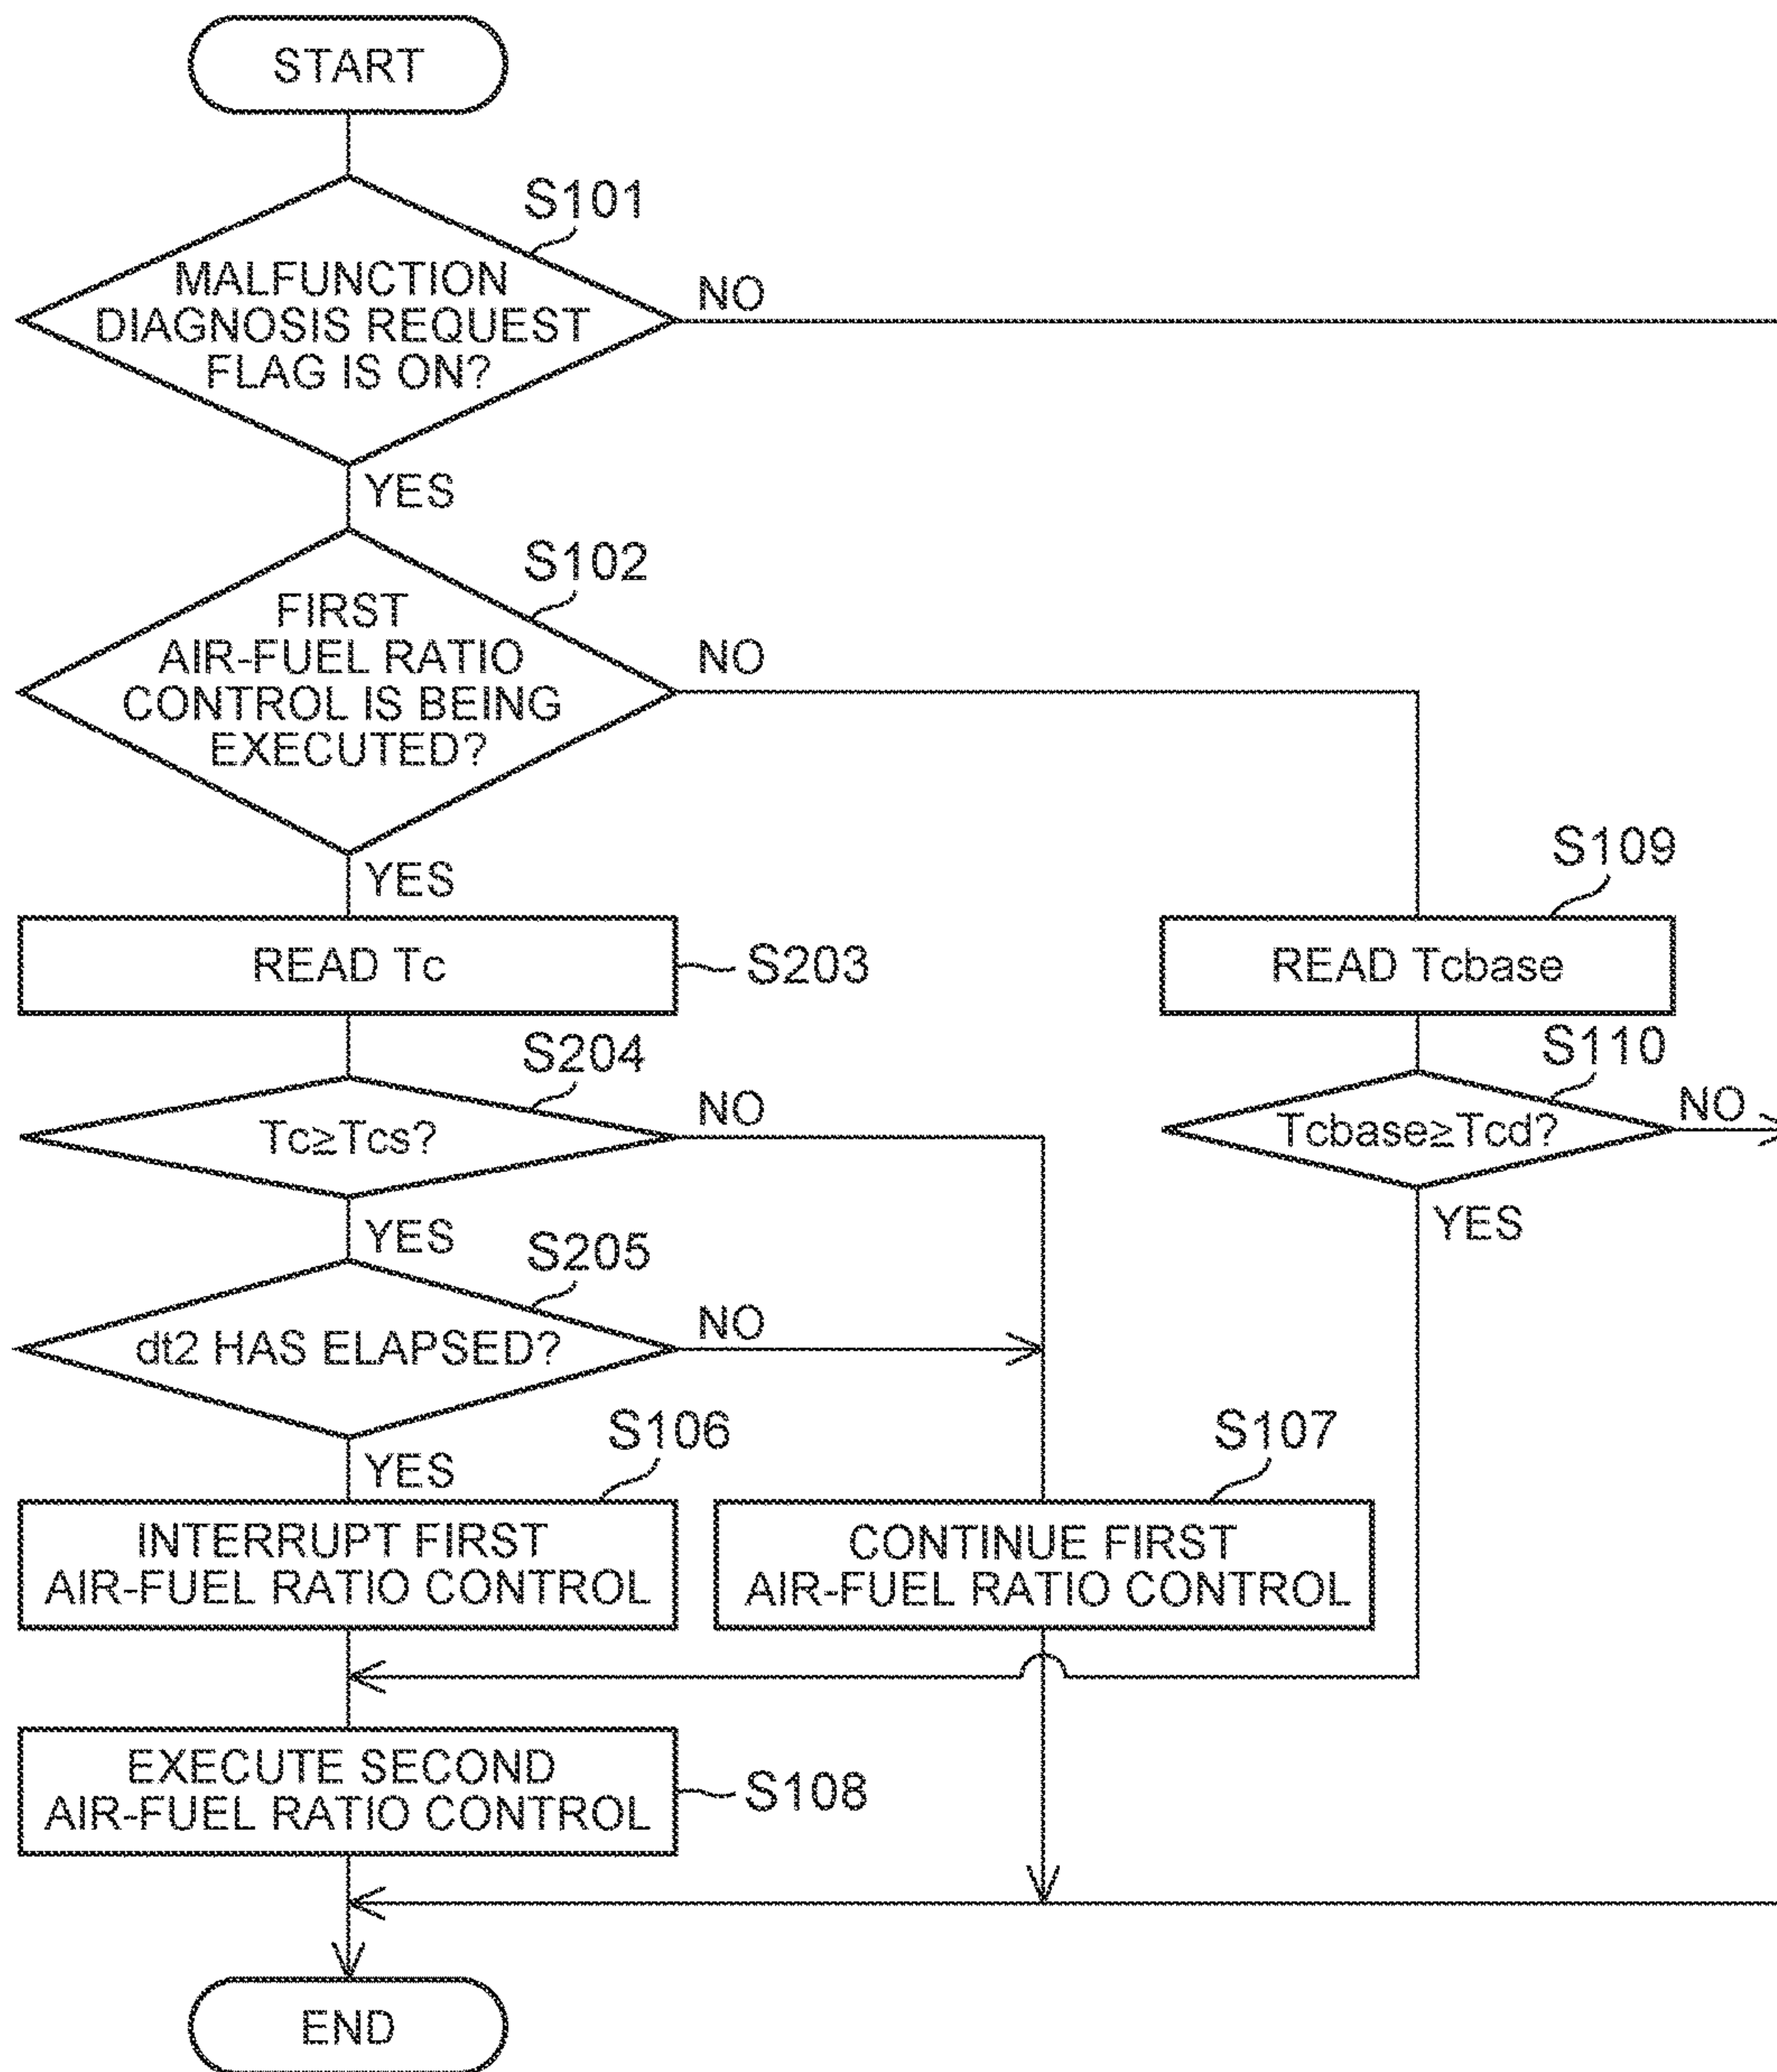 START
S101
MALFUNCTION
DIAGNOSIS REQUEST
FLAG IS ON?
NO
YES
S102
FIRST
AIR-FUEL RATIO
CONTROL IS BEING
EXECUTED?
NO
YES
S109
READ Tc
S203
READ Tcbase
S204
S110
Tc≧Tcs?
NO
Tcbase≧Tcd?
NO
YES
YES
S205
dt2 HAS ELAPSED?
NO
YES
S106
S107
INTERRUPT FIRST
AIR-FUEL RATIO CONTROL
CONTINUE FIRST
AIR-FUEL RATIO CONTROL
EXECUTE SECOND
AIR-FUEL RATIO CONTROL
S108
END